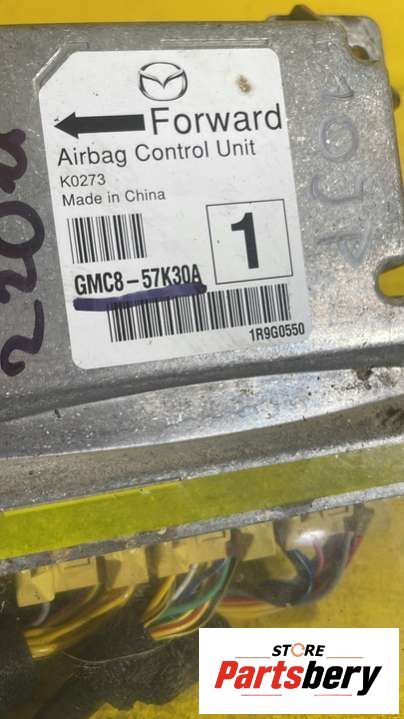 Forward
Airbag Control Unit
K0273
Made in China
1
GMC8-57K30A
1R9G0550
STORE
Partsbery